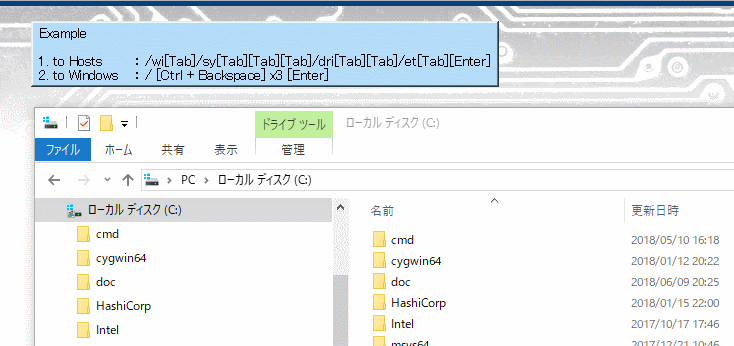 Example
1. to Hosts : /wi[Tab]/sy[Tab][Tab][Tab]/dri[Tab][Tab]/et[Tab][Enter]
2. to Windows : / [Ctrl + Backspace] x3 [Enter]
ドライブ ツール ローカル ディスク (C:)
ファイル ホーム 共有 表示 管理
PC ローカル ディスク (C:)
ローカル ディスク (C:)
cmd
cygwin64
doc
HashiCorp
Intel
名前 更新日時
cmd 2018/05/10 16:18
cygwin64 2018/01/12 20:22
doc 2018/06/09 20:25
HashiCorp 2018/01/15 22:00
Intel 2017/10/17 17:46
msys64 2017/12/21 10:46